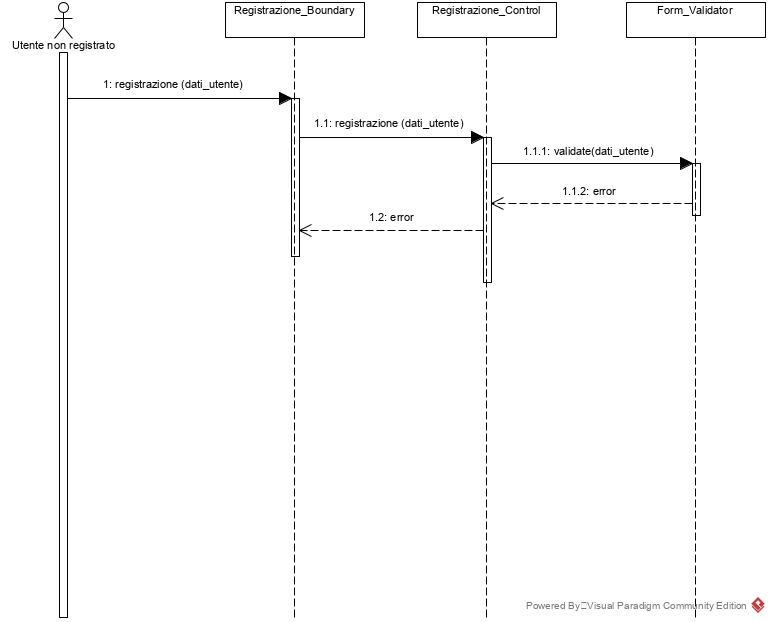 Registrazione_Boundary
Registrazione_Control
Form_Validator
Utente non registrato
1: registrazione (dati_utente)
1.1: registrazione (dati_utente)
1.1.1: validate(dati_utente)
1.1.2: error
1.2: error
Powered By Visual Paradigm Community Edition